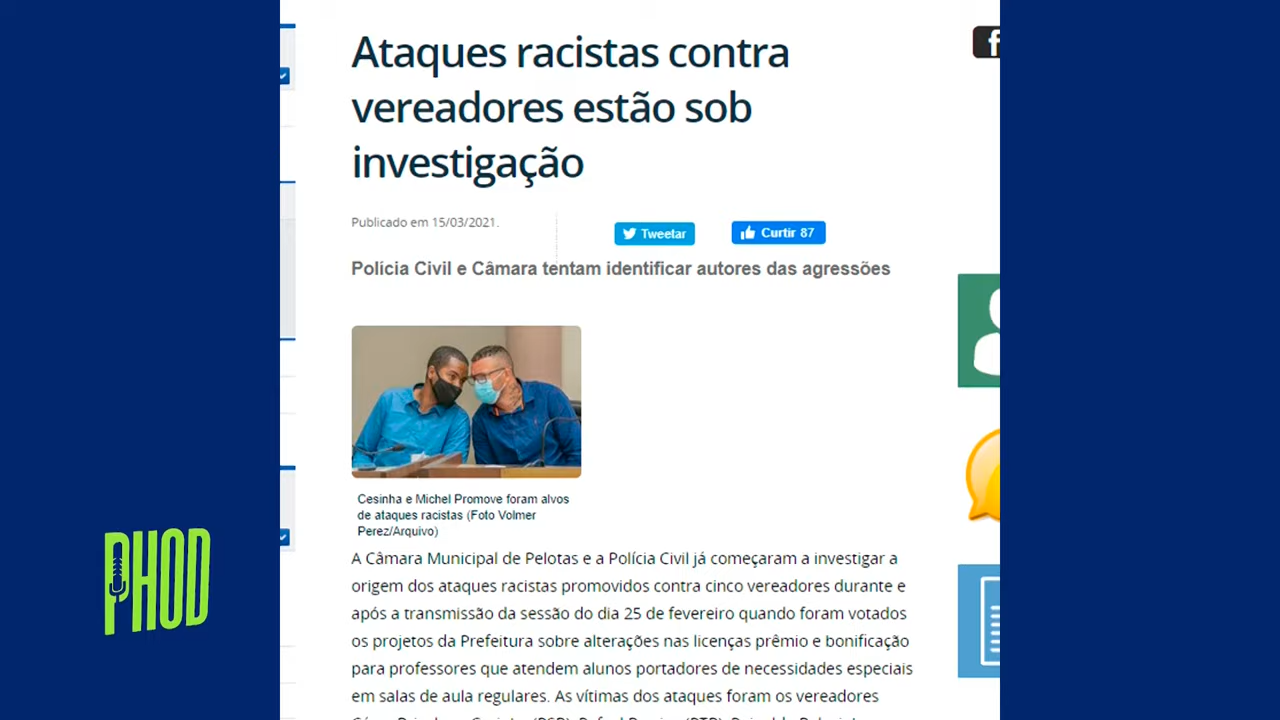 Ataques racistas contra
vereadores estão sob
investigação
Publicado em 15/03/2021.
Tweetar
Curtir 87
Polícia Civil e Câmara tentam identificar autores das agressões
Cesinha e Michel Promove foram alvos
de ataques racistas (Foto Volmer
Perez/Arquivo)
A Câmara Municipal de Pelotas e a Polícia Civil já começaram a investigar a
origem dos ataques racistas promovidos contra cinco vereadores durante e
após a transmissão da sessão do dia 25 de fevereiro quando foram votados
os projetos da Prefeitura sobre alterações nas licenças prêmio e bonificação
para professores que atendem alunos portadores de necessidades especiais
em salas de aula regulares. As vítimas dos ataques foram os vereadores
PHOD